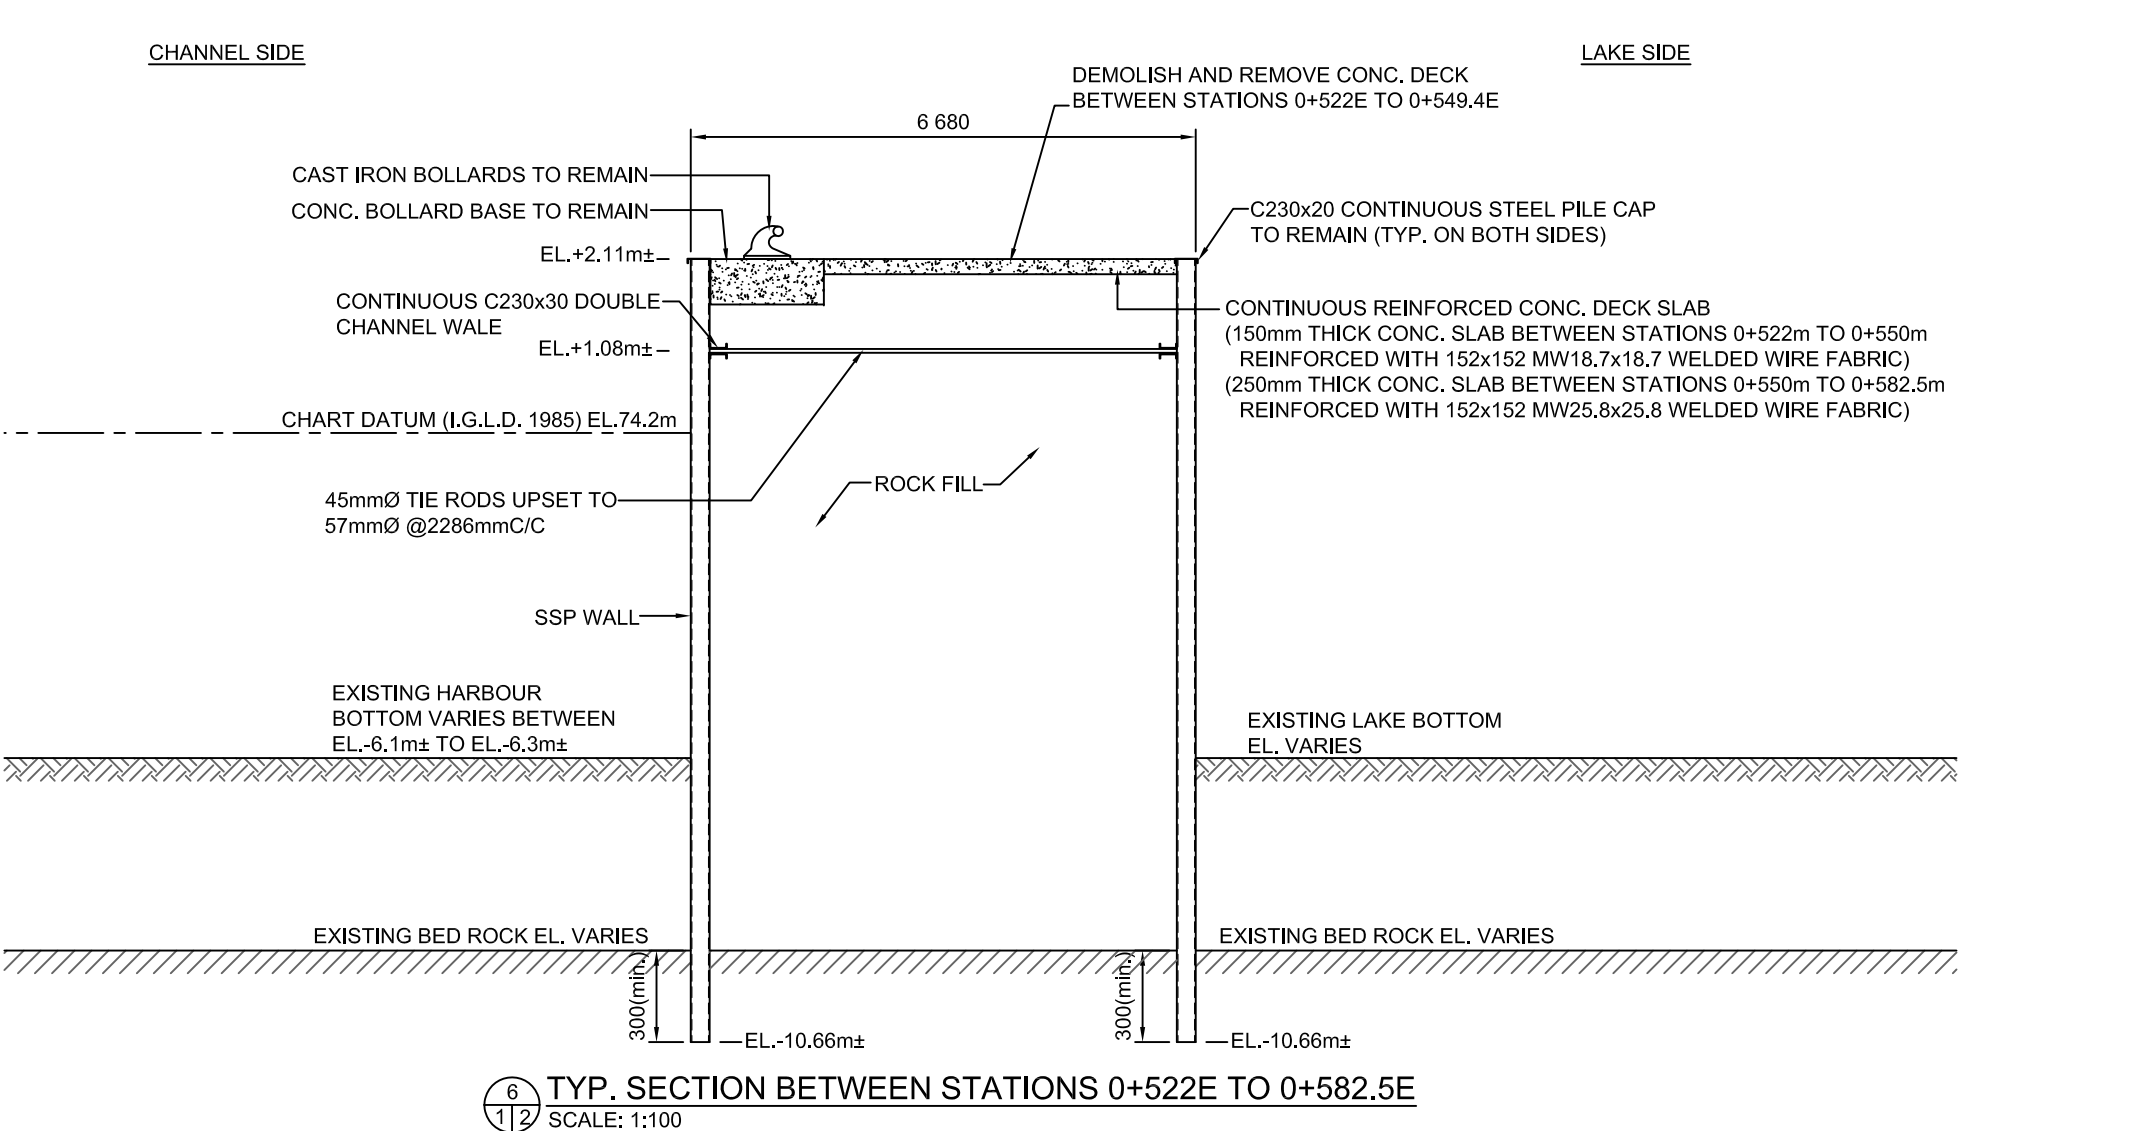 CHANNEL SIDE
LAKE SIDE
DEMOLISH AND REMOVE CONC. DECK
BETWEEN STATIONS 0+522E TO 0+549.4E
6 680
CAST IRON BOLLARDS TO REMAIN
CONC. BOLLARD BASE TO REMAIN
C230x20 CONTINUOUS STEEL PILE CAP
TO REMAIN (TYP. ON BOTH SIDES)
EL.+2.11m±
CONTINUOUS C230x30 DOUBLE
CHANNEL WALE
EL.+1.08m±
CONTINUOUS REINFORCED CONC. DECK SLAB
(150mm THICK CONC. SLAB BETWEEN STATIONS 0+522m TO 0+550m
REINFORCED WITH 152x152 MW18.7x18.7 WELDED WIRE FABRIC)
(250mm THICK CONC. SLAB BETWEEN STATIONS 0+550m TO 0+582.5m
REINFORCED WITH 152x152 MW25.8x25.8 WELDED WIRE FABRIC)
CHART DATUM (I.G.L.D. 1985) EL.74.2m
ROCK FILL
45mmØ TIE RODS UPSET TO
57mmØ @2286mmC/C
SSP WALL
EXISTING HARBOUR
BOTTOM VARIES BETWEEN
EL.-6.1m± TO EL.-6.3m±
EXISTING LAKE BOTTOM
EL. VARIES
EXISTING BED ROCK EL. VARIES
EXISTING BED ROCK EL. VARIES
300(min.)
300(min.)
EL.-10.66m±
EL.-10.66m±
6
1 2
TYP. SECTION BETWEEN STATIONS 0+522E TO 0+582.5E
SCALE: 1:100